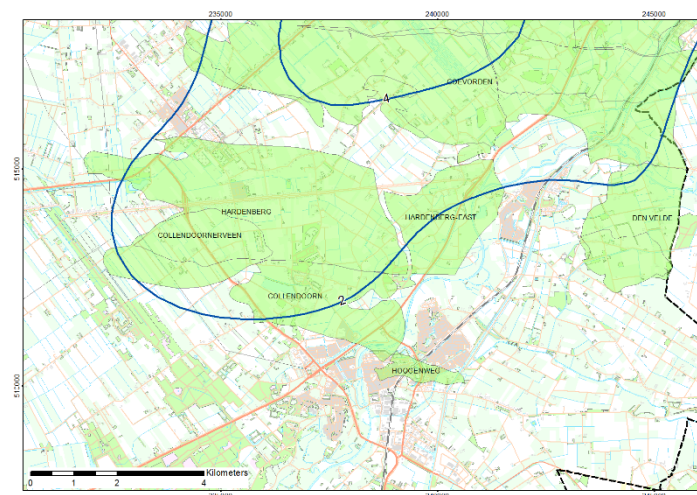 235000 240000 245000
COEVORDEN
4
515000
HARDENBERG
HARDENBERG-EAST
DEN VELDE
COLLENDOORNERVEEN
COLLENDOORN
2
HOOGENWEG
510000
0 1 2 4 Kilometers